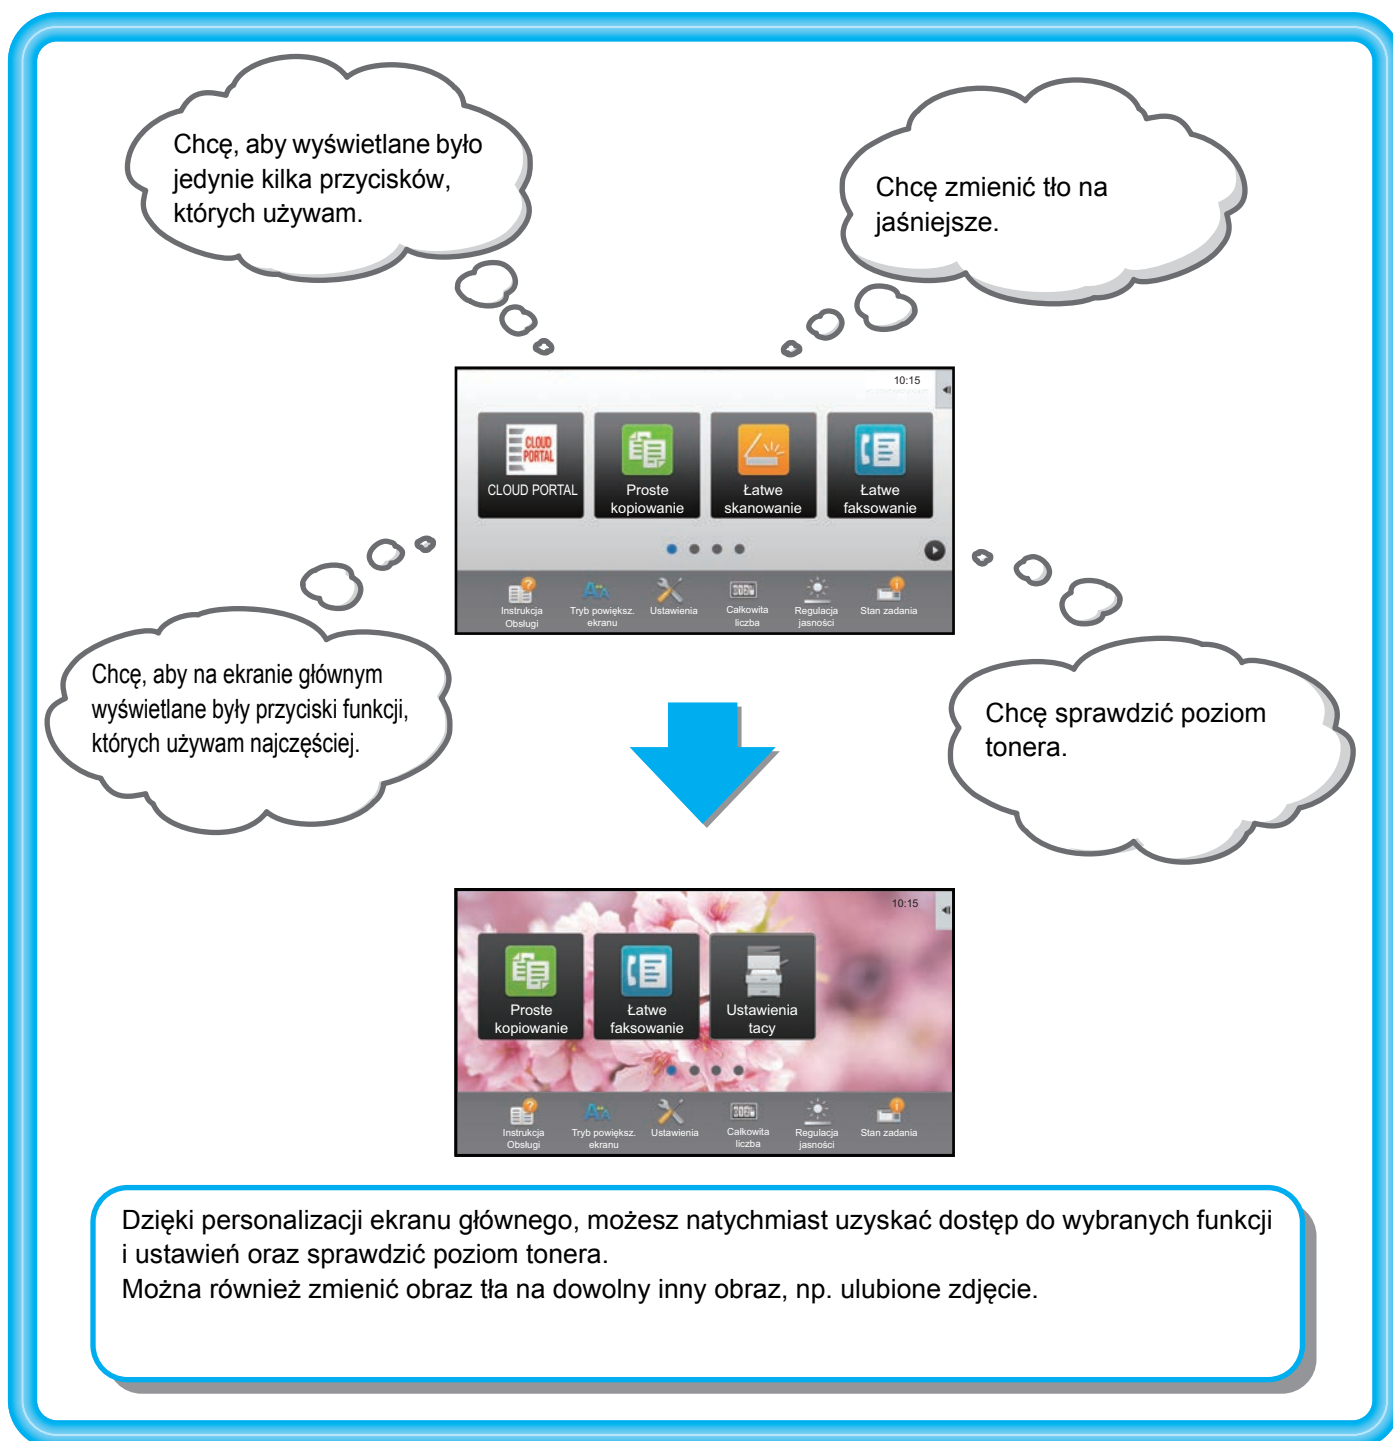 Chcę, aby wyświetlane było
jedynie kilka przycisków,
których używam.
Chcę zmienić tło na
jaśniejsze.
10:15
CLOUD
PORTAL
CLOUD PORTAL
Proste
kopiowanie
Łatwe
skanowanie
Łatwe
faksowanie
Instrukcja
Obsługi
Tryb powiększ.
ekranu
Ustawienia
Całkowita
liczba
Regulacja
jasności
Stan zadania
Chcę, aby na ekranie głównym
wyświetlane były przyciski funkcji,
których używam najczęściej.
Chcę sprawdzić poziom
tonera.
10:15
Proste
kopiowanie
Łatwe
faksowanie
Ustawienia
tacy
Instrukcja
Obsługi
Tryb powiększ.
ekranu
Ustawienia
Całkowita
liczba
Regulacja
jasności
Stan zadania
Dzięki personalizacji ekranu głównego, możesz natychmiast uzyskać dostęp do wybranych funkcji
i ustawień oraz sprawdzić poziom tonera.
Można również zmienić obraz tła na dowolny inny obraz, np. ulubione zdjęcie.